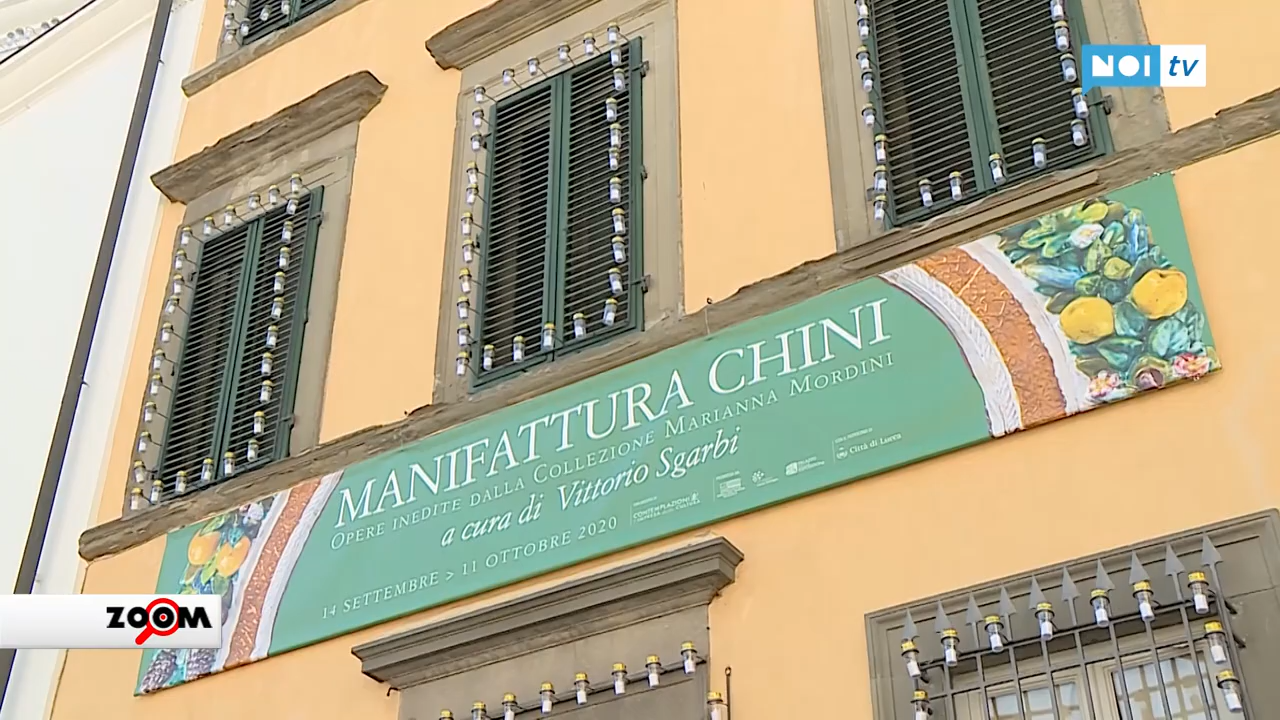 NOI tv
MANIFATTURA CHINI
OPERE INEDITE DALLA COLLEZIONE MARIANNA MORDINI
a cura di Vittorio Sgarbi
14 SETTEMBRE > 11 OTTOBRE 2020
CONTEMPLAZIONI
Città di Lucca
ZOOM